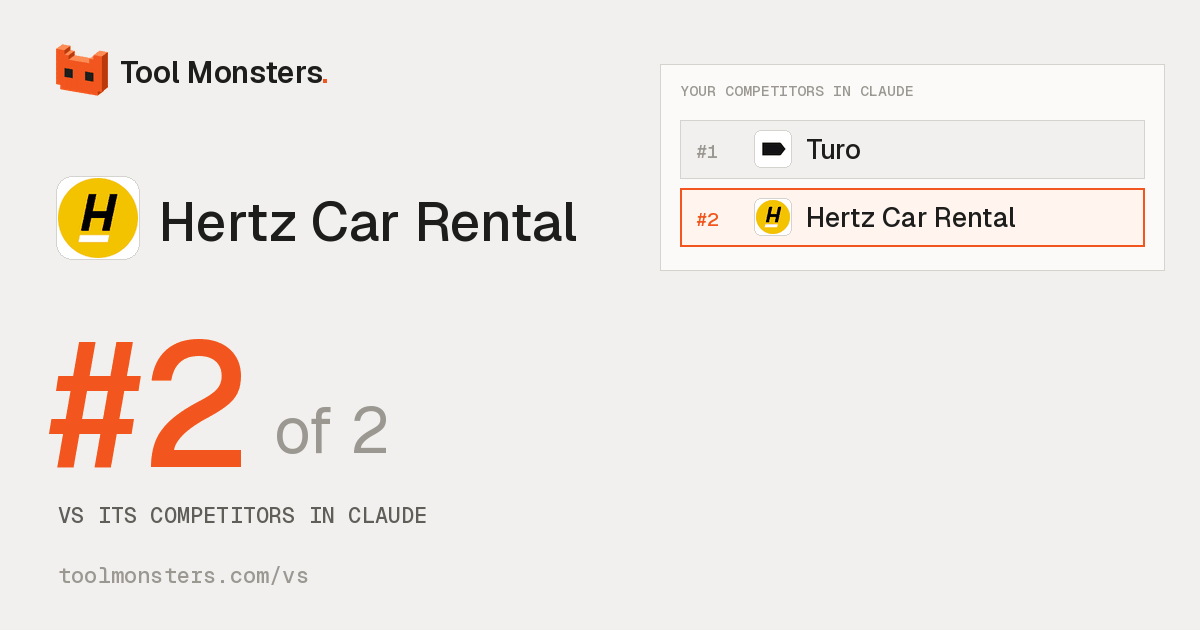 Tool Monsters.
H
Hertz Car Rental
#2 of 2
VS ITS COMPETITORS IN CLAUDE
toolmonsters.com/vs
YOUR COMPETITORS IN CLAUDE
#1 Turo
#2 H Hertz Car Rental